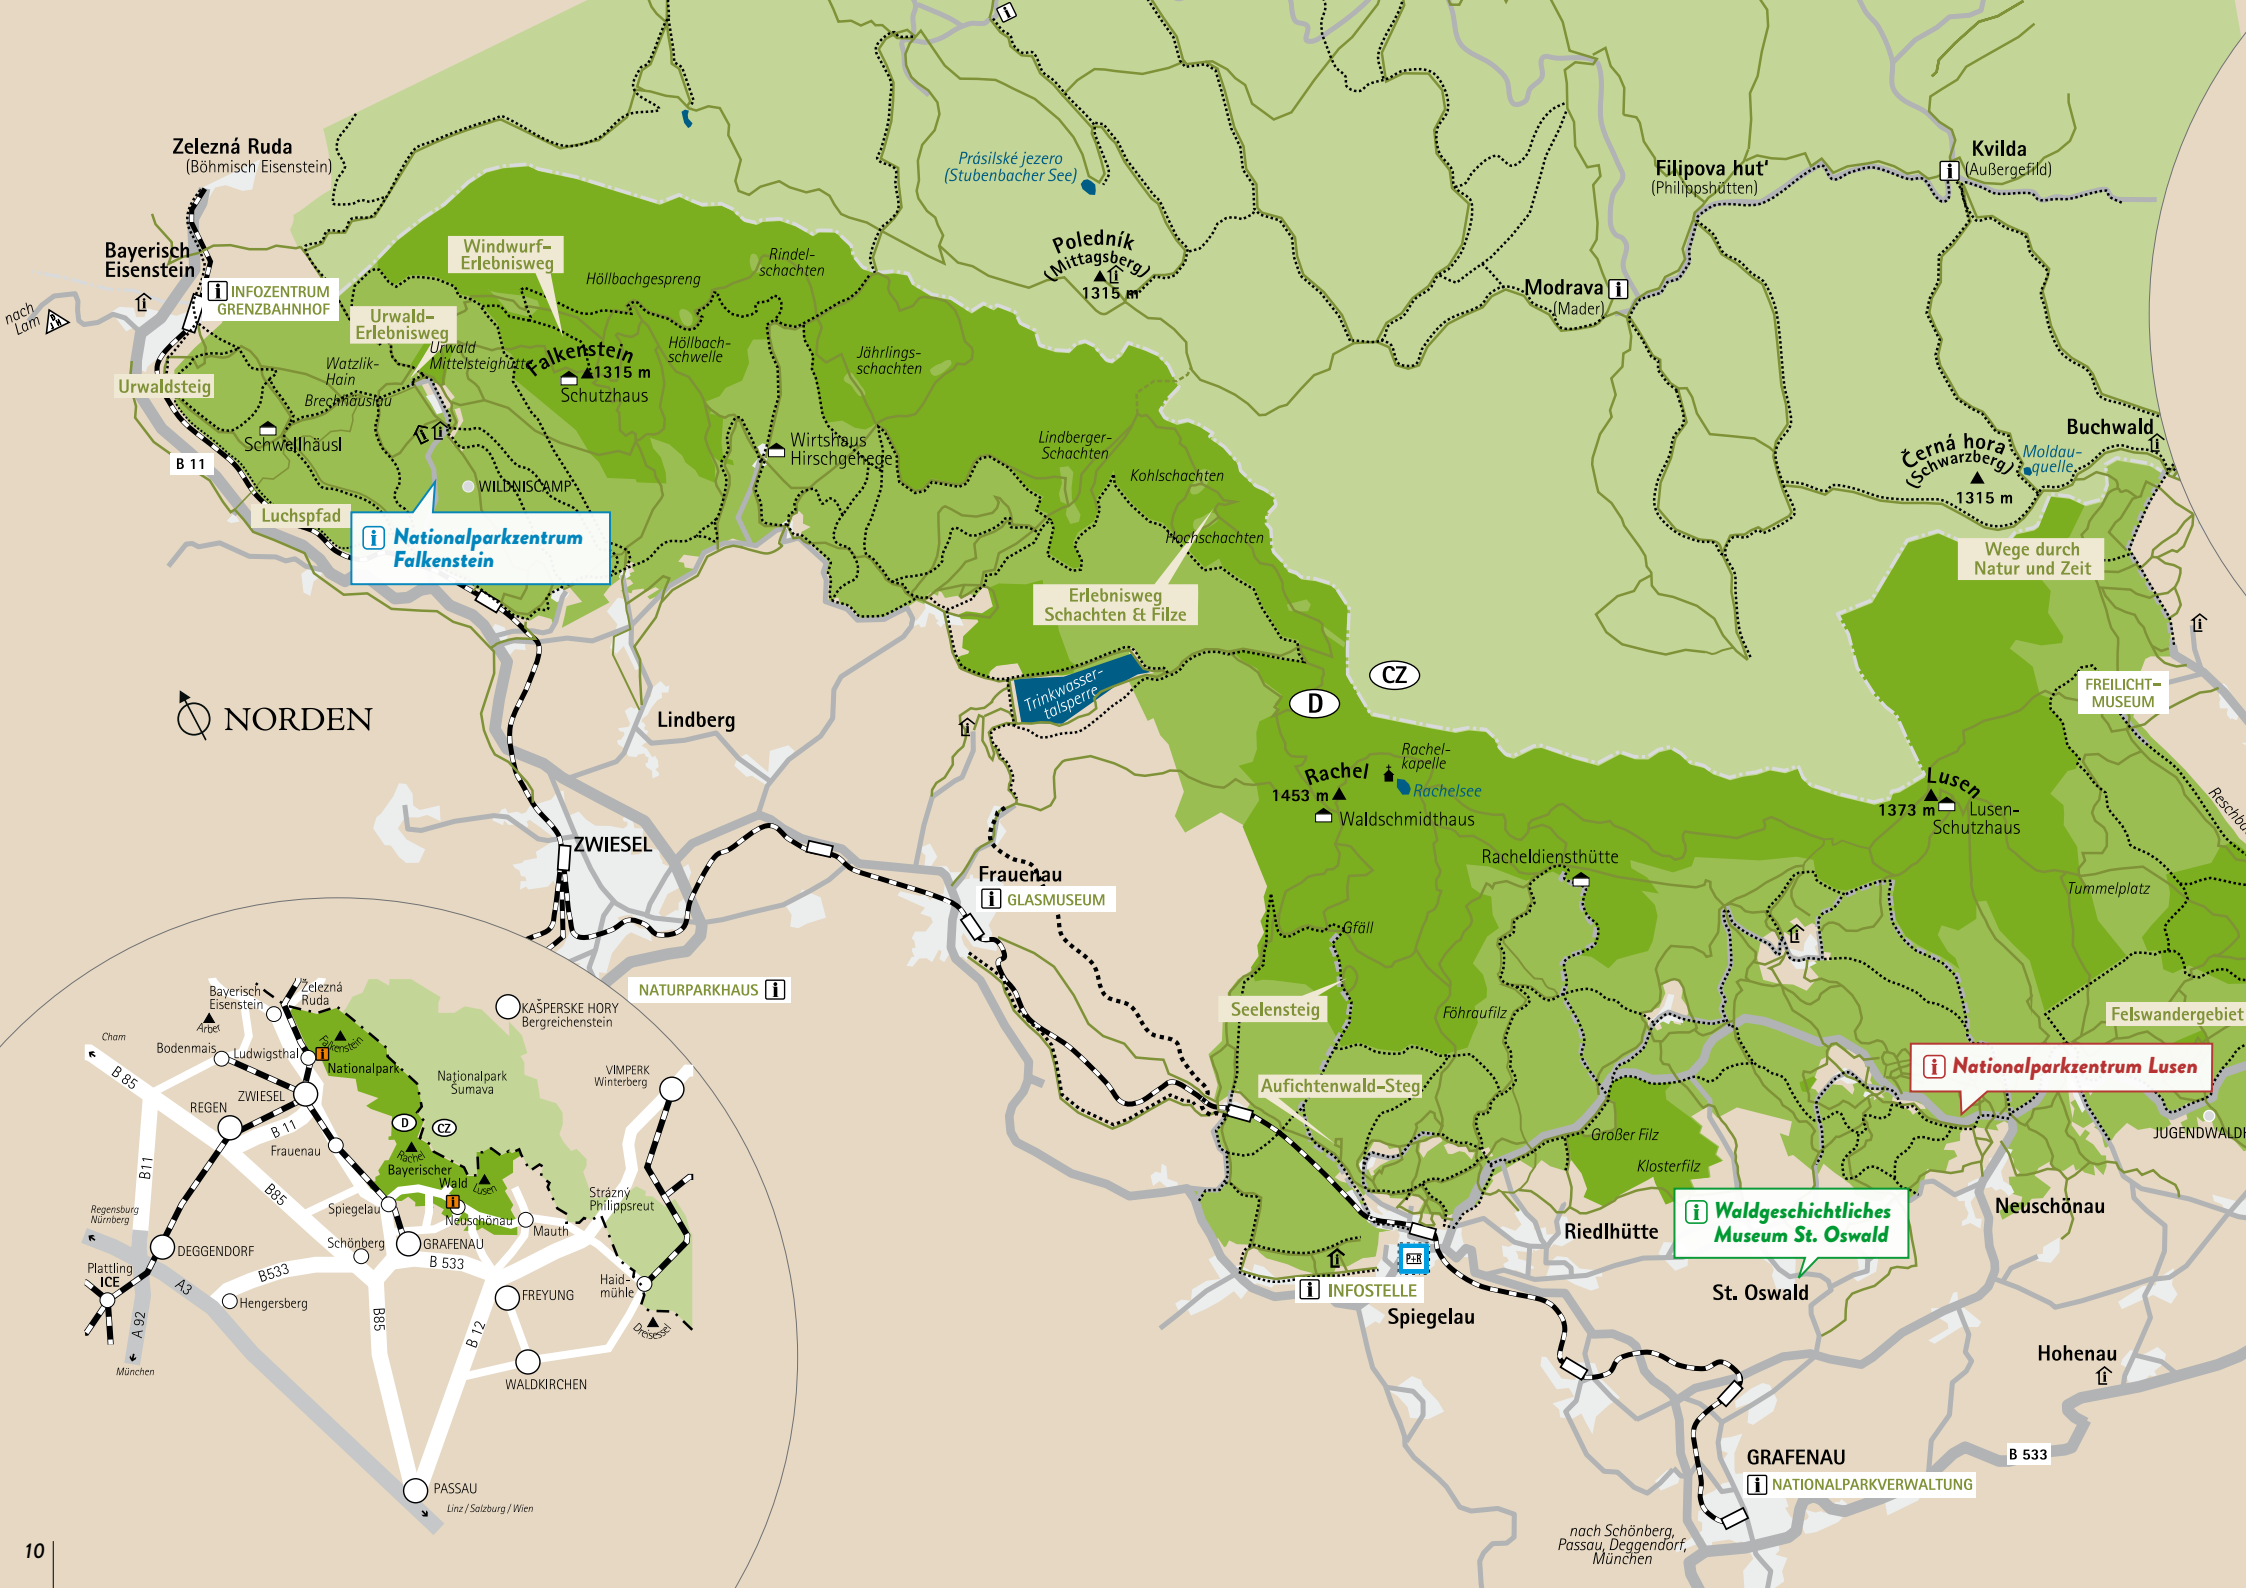 Zelezná Ruda
(Böhmisch Eisenstein)
Bayerisch
Eisenstein
i INFOZENTRUM
GRENZBAHNHOF
nach
Lam
Urwaldsteig
B 11
Luchspfad
Schwellhäusl
Watzlik-
Hain
Brechhäuslau
Urwald-
Erlebnisweg
Urwald
Mittelsteighütte
Windwurf-
Erlebnisweg
Höllbachgespreng
Rindel-
schachten
Falkenstein
1315 m
Schutzhaus
Höllbach-
schwelle
Jährlings-
schachten
Wirtshaus
Hirschgehege
WILDNISCAMP
i Nationalparkzentrum
Falkenstein
Prásilské jezero
(Stubenbacher See)
Poledník
(Mittagsberg)
1315 m
Lindberger-
Schachten
Kohlschachten
Hochschachten
Erlebnisweg
Schachten & Filze
Filipova hut'
(Philippshütten)
Kvilda
(Außergefild)
Modrava i
(Mader)
Buchwald
Černá hora
(Schwarzberg)
1315 m
Moldau-
quelle
Wege durch
Natur und Zeit
FREILICHT-
MUSEUM
CZ
D
Trinkwasser-
talsperre
NORDEN
Lindberg
ZWIESEL
Frauenau
i GLASMUSEUM
NATURPARKHAUS i
Rachel-
kapelle
Rachel
1453 m
Rachelsee
Waldschmidthaus
Racheldiensthütte
Lusen
1373 m
Lusen-
Schutzhaus
Tummelplatz
Gfäll
Seelensteig
Föhraufilz
Felswandergebiet
Aufichtenwald-Steg
i Nationalparkzentrum Lusen
Großer Filz
Klosterfilz
i Waldgeschichtliches
Museum St. Oswald
Neuschönau
Riedlhütte
St. Oswald
P+R
i INFOSTELLE
Spiegelau
Hohenau
B 533
GRAFENAU
i NATIONALPARKVERWALTUNG
nach Schönberg,
Passau, Deggendorf,
München
Bayerisch
Eisenstein
Železná
Ruda
Arber
Cham
Bodenmais
Ludwigsthal
Falkenstein
Nationalpark
B 85
ZWIESEL
REGEN
B 11
B11
Frauenau
B85
KAŠPERSKE HORY
Bergreichenstein
Nationalpark
Šumava
VIMPERK
Winterberg
D
CZ
Rachel
Bayerischer
Wald
Lusen
Strázný
Philippsreut
Regensburg
Nürnberg
Spiegelau
Neuschönau
Mauth
DEGGENDORF
Schönberg
GRAFENAU
B 533
Plattling
ICE
A3
B533
Hengersberg
Haid-
mühle
FREYUNG
A 92
B85
B 12
Dreisessel
München
WALDKIRCHEN
PASSAU
Linz / Salzburg / Wien
10